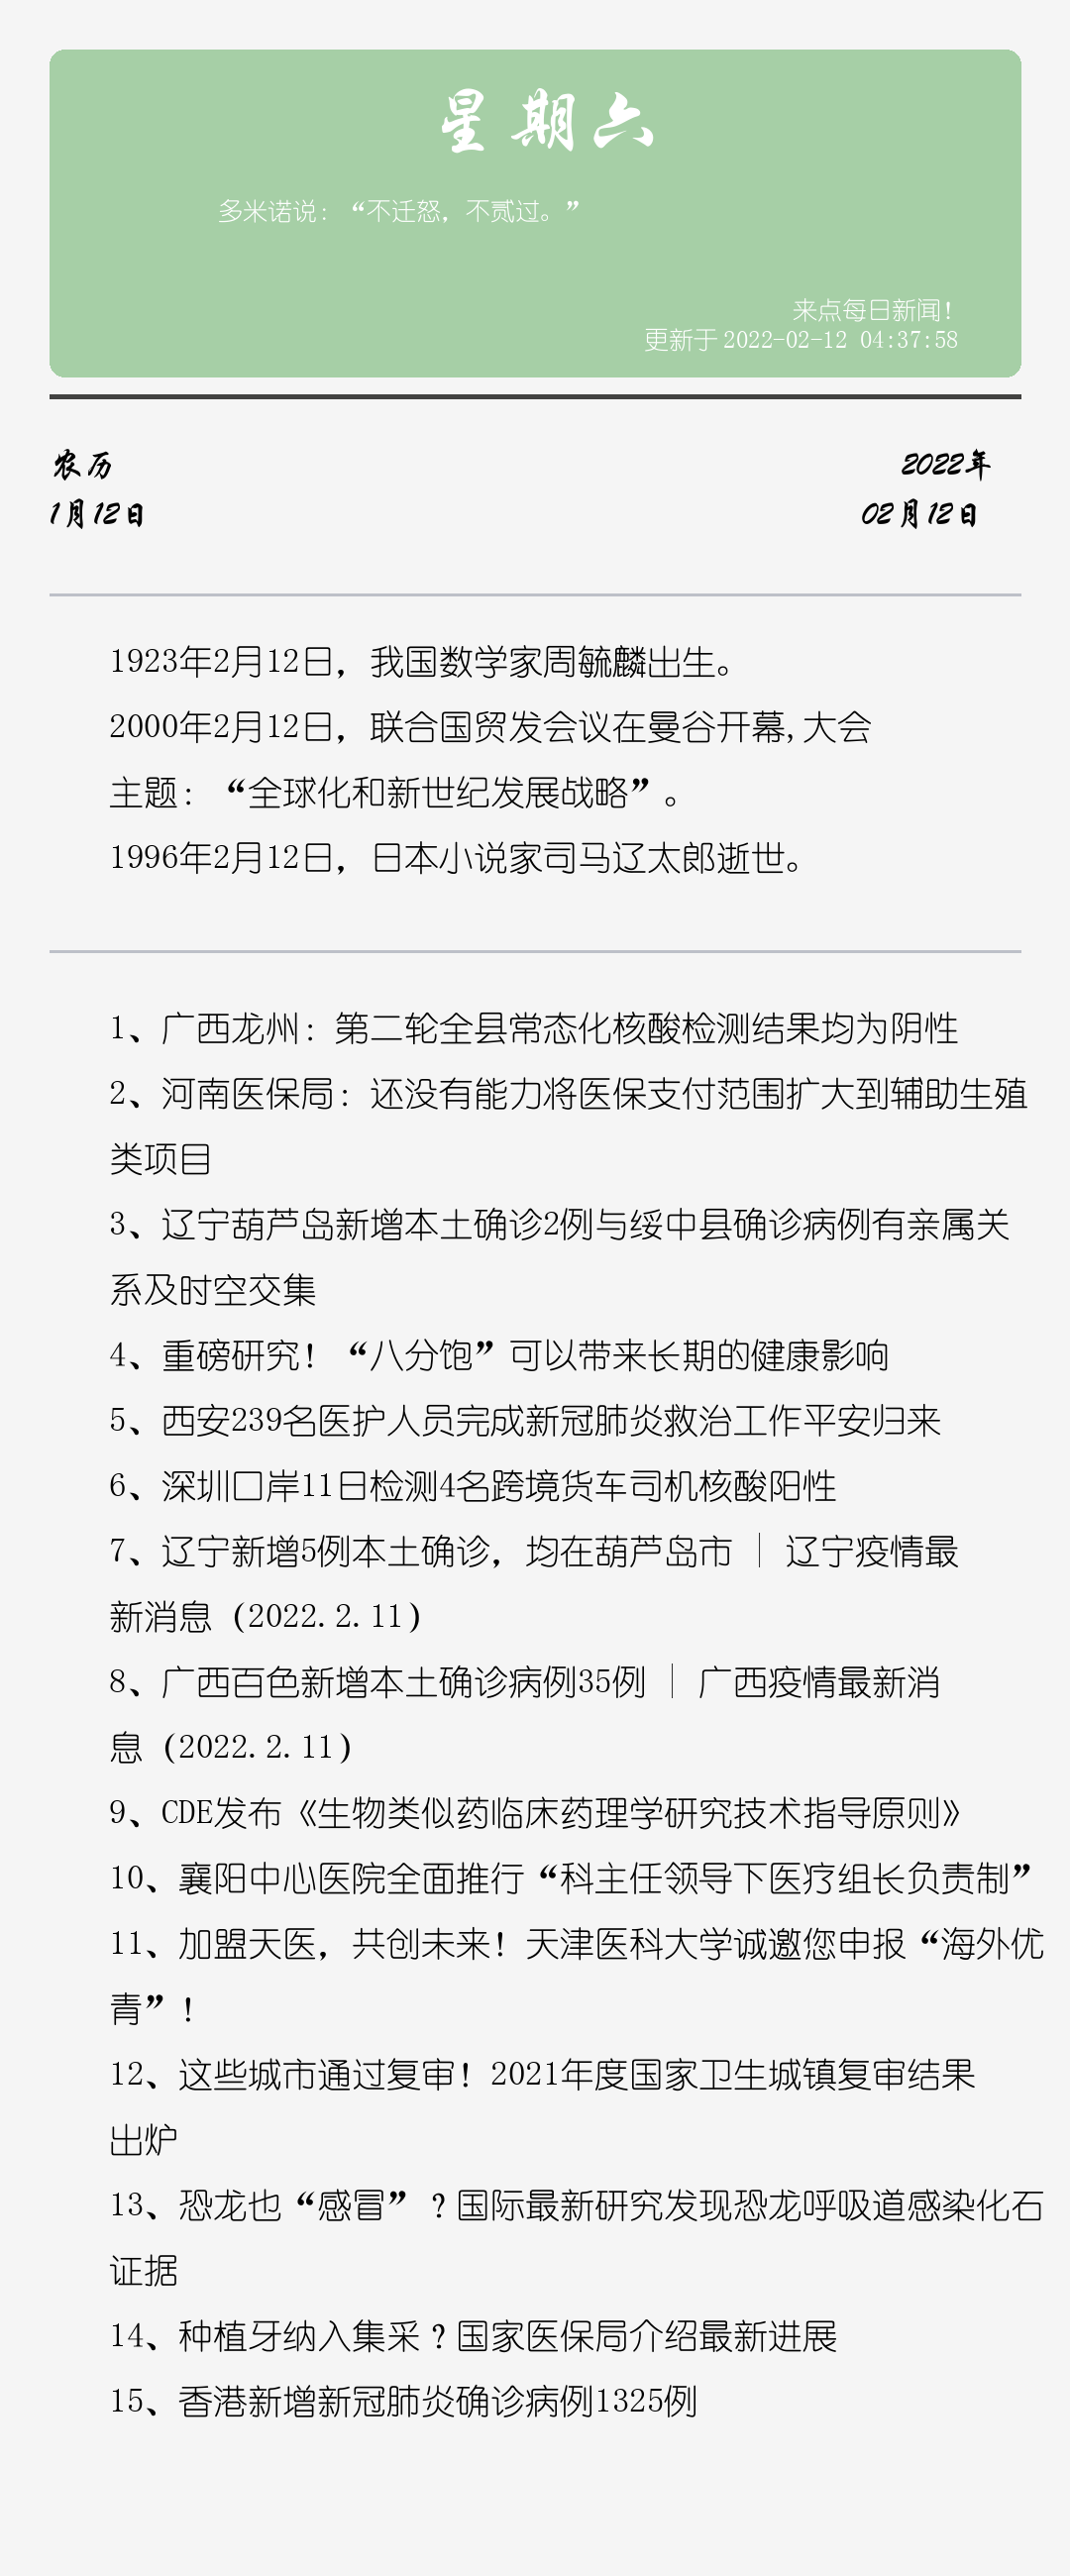 星期六
多米诺说：“不迁怒，不贰过。”
来点每日新闻！
更新于 2022-02-12 04:37:58
农历
2022年
1月12日
02月12日
1923年2月12日，我国数学家周毓麟出生。
2000年2月12日，联合国贸发会议在曼谷开幕,大会
主题：“全球化和新世纪发展战略”。
1996年2月12日，日本小说家司马辽太郎逝世。
1、广西龙州：第二轮全县常态化核酸检测结果均为阴性
2、河南医保局：还没有能力将医保支付范围扩大到辅助生殖
类项目
3、辽宁葫芦岛新增本土确诊2例与绥中县确诊病例有亲属关
系及时空交集
4、重磅研究！“八分饱”可以带来长期的健康影响
5、西安239名医护人员完成新冠肺炎救治工作平安归来
6、深圳口岸11日检测4名跨境货车司机核酸阳性
7、辽宁新增5例本土确诊，均在葫芦岛市｜辽宁疫情最
新消息（2022.2.11）
8、广西百色新增本土确诊病例35例｜广西疫情最新消
息（2022.2.11）
9、CDE发布《生物类似药临床药理学研究技术指导原则》
10、襄阳中心医院全面推行“科主任领导下医疗组长负责制”
11、加盟天医，共创未来！天津医科大学诚邀您申报“海外优
青”！
12、这些城市通过复审！2021年度国家卫生城镇复审结果
出炉
13、恐龙也“感冒”？国际最新研究发现恐龙呼吸道感染化石
证据
14、种植牙纳入集采？国家医保局介绍最新进展
15、香港新增新冠肺炎确诊病例1325例